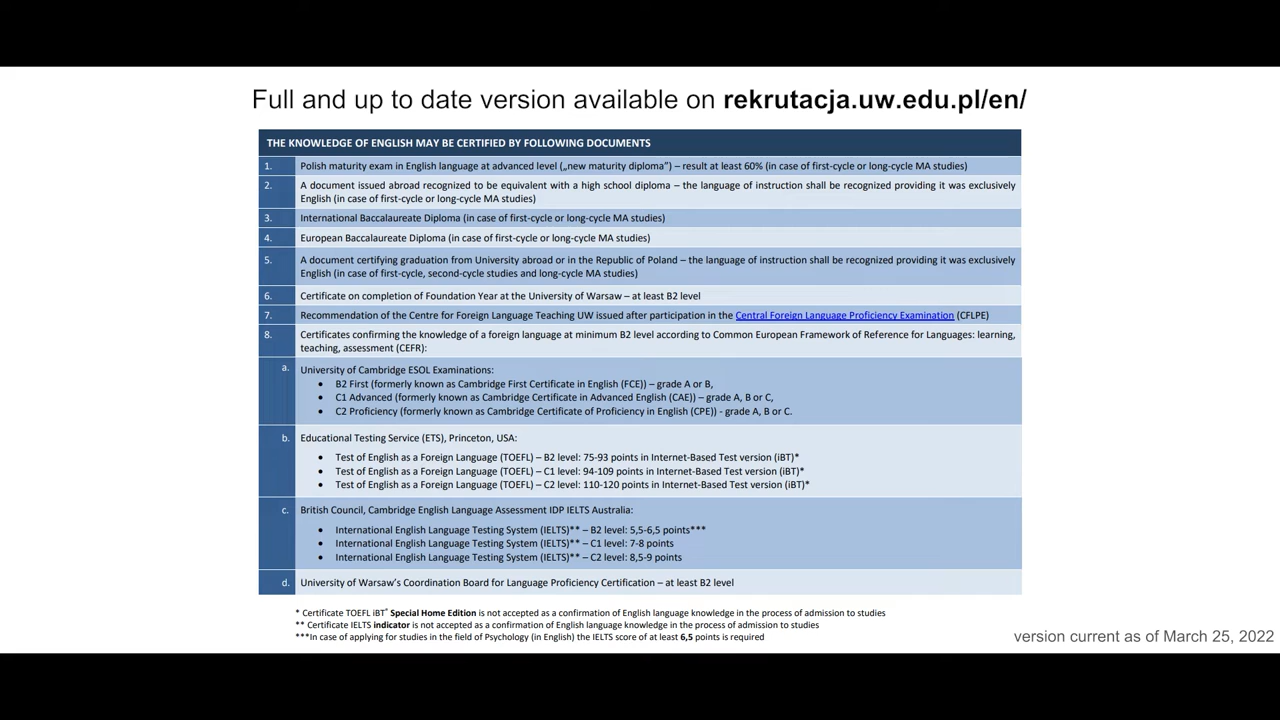 Full and up to date version available on rekrutacja.uw.edu.pl/en/
THE KNOWLEDGE OF ENGLISH MAY BE CERTIFIED BY FOLLOWING DOCUMENTS
1. Polish maturity exam in English language at advanced level („new maturity diploma”) – result at least 60% (in case of first-cycle or long-cycle MA studies)
2. A document issued abroad recognized to be equivalent with a high school diploma – the language of instruction shall be recognized providing it was exclusively
English (in case of first-cycle or long-cycle MA studies)
3. International Baccalaureate Diploma (in case of first-cycle or long-cycle MA studies)
4. European Baccalaureate Diploma (in case of first-cycle or long-cycle MA studies)
5. A document certifying graduation from University abroad or in the Republic of Poland – the language of instruction shall be recognized providing it was exclusively
English (in case of first-cycle, second-cycle studies and long-cycle MA studies)
6. Certificate on completion of Foundation Year at the University of Warsaw – at least B2 level
7. Recommendation of the Centre for Foreign Language Teaching UW issued after participation in the Central Foreign Language Proficiency Examination (CFLPE)
8. Certificates confirming the knowledge of a foreign language at minimum B2 level according to Common European Framework of Reference for Languages: learning,
teaching, assessment (CEFR):
a. University of Cambridge ESOL Examinations:
• B2 First (formerly known as Cambridge First Certificate in English (FCE)) – grade A or B,
• C1 Advanced (formerly known as Cambridge Certificate in Advanced English (CAE)) – grade A, B or C,
• C2 Proficiency (formerly known as Cambridge Certificate of Proficiency in English (CPE)) - grade A, B or C.
b. Educational Testing Service (ETS), Princeton, USA:
• Test of English as a Foreign Language (TOEFL) – B2 level: 75-93 points in Internet-Based Test version (iBT)*
• Test of English as a Foreign Language (TOEFL) – C1 level: 94-109 points in Internet-Based Test version (iBT)*
• Test of English as a Foreign Language (TOEFL) – C2 level: 110-120 points in Internet-Based Test version (iBT)*
c. British Council, Cambridge English Language Assessment IDP IELTS Australia:
• International English Language Testing System (IELTS)** – B2 level: 5,5-6,5 points***
• International English Language Testing System (IELTS)** – C1 level: 7-8 points
• International English Language Testing System (IELTS)** – C2 level: 8,5-9 points
d. University of Warsaw’s Coordination Board for Language Proficiency Certification – at least B2 level
* Certificate TOEFL iBT® Special Home Edition is not accepted as a confirmation of English language knowledge in the process of admission to studies
** Certificate IELTS indicator is not accepted as a confirmation of English language knowledge in the process of admission to studies
***In case of applying for studies in the field of Psychology (in English) the IELTS score of at least 6,5 points is required
version current as of March 25, 2022